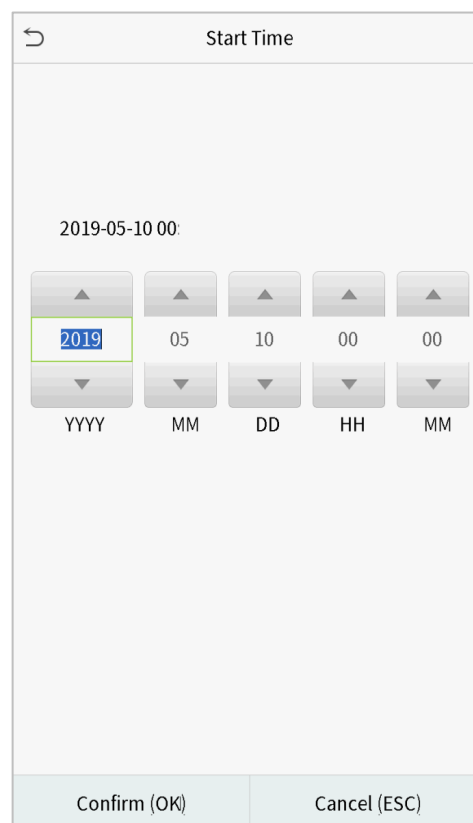 Start Time
2019-05-10 00:
2019 05 10 00 00
YYYY MM DD HH MM
Confirm (OK) Cancel (ESC)